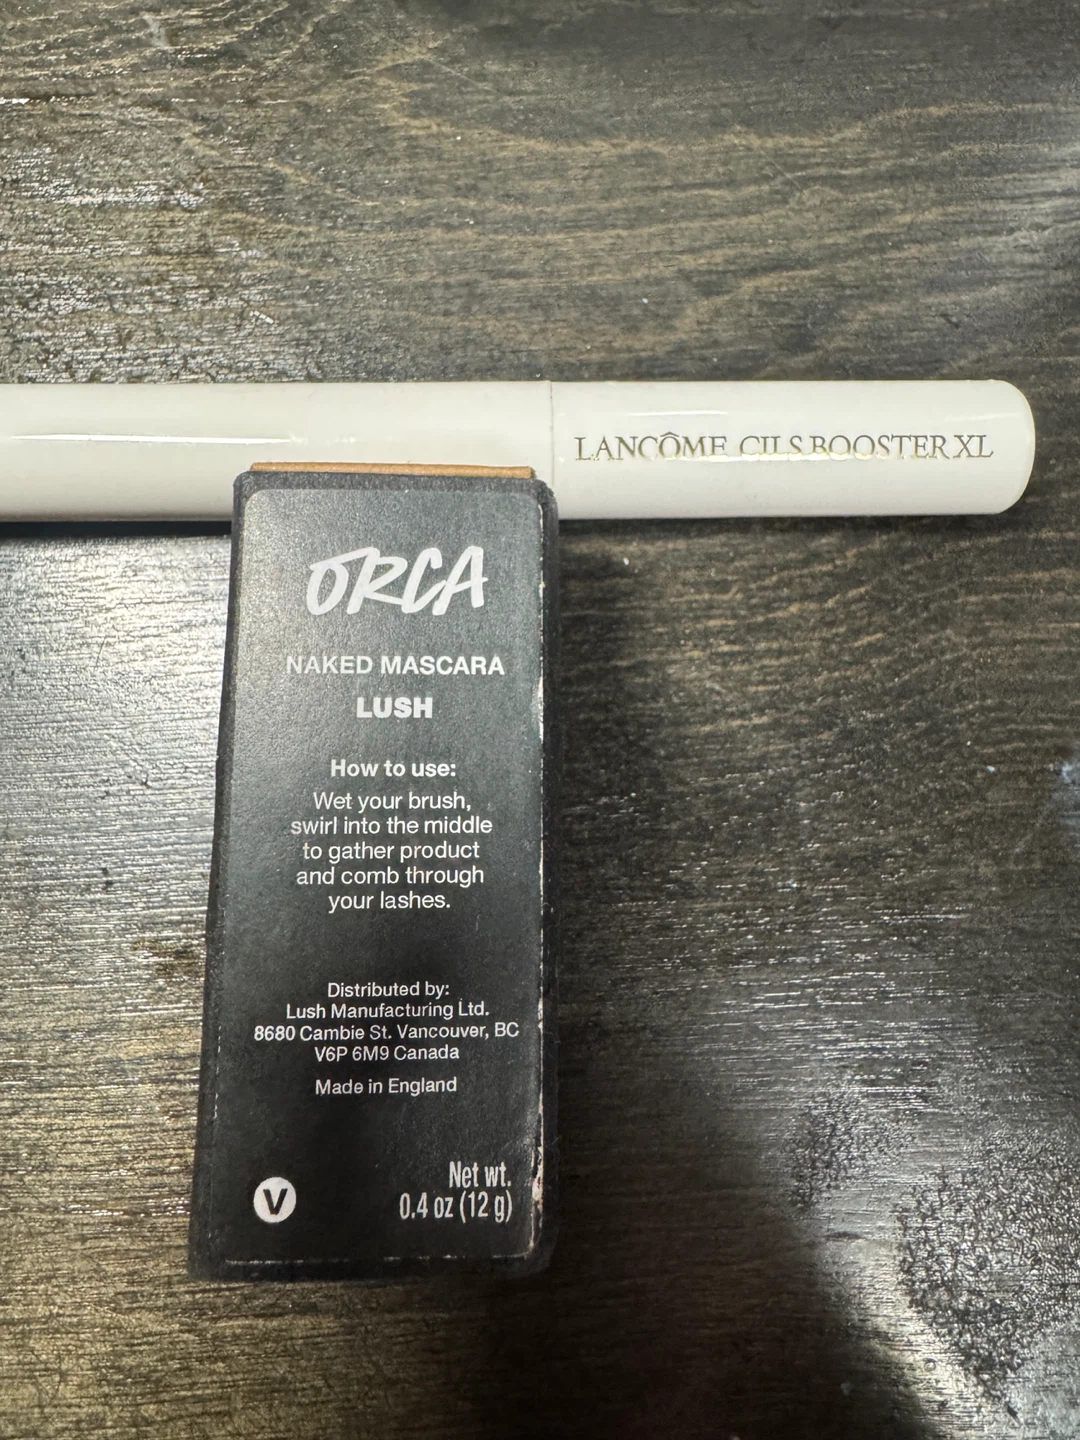 LANCÔME CILS BOOSTER XL
ORCA
NAKED MASCARA
LUSH
How to use:
Wet your brush,
swirl into the middle
to gather product
and comb through
your lashes.
Distributed by:
Lush Manufacturing Ltd.
8680 Cambie St. Vancouver, BC
V6P 6M9 Canada
Made in England
V
Net wt.
0.4 oz (12 g)